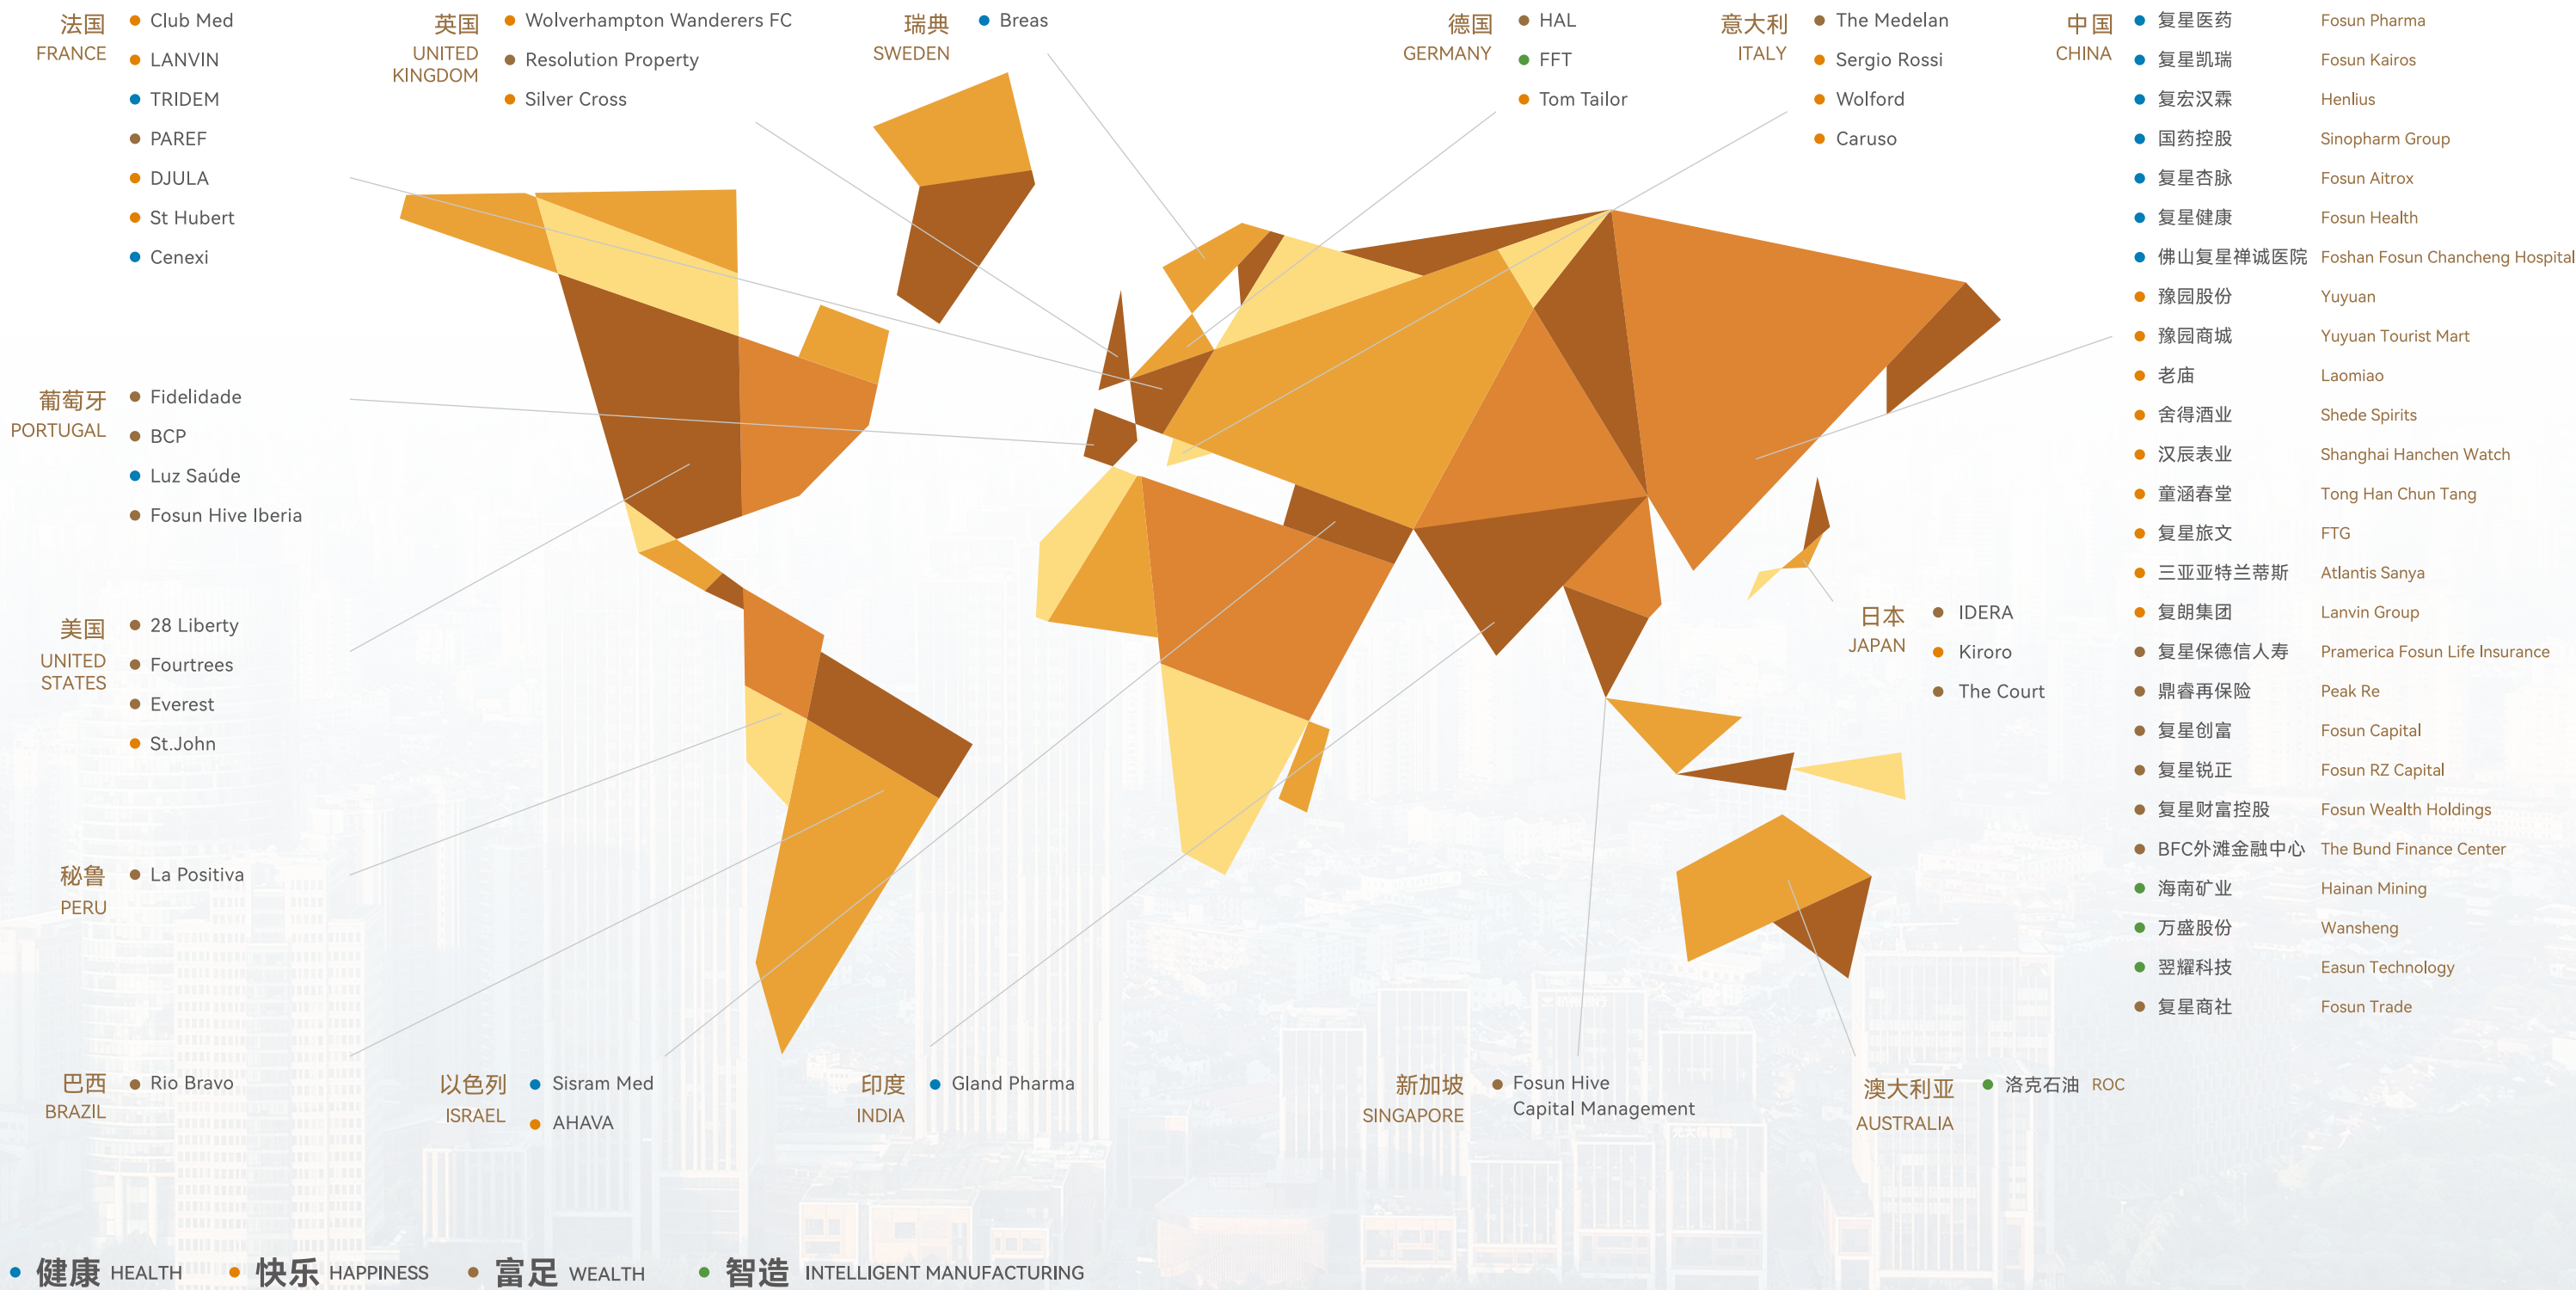 法国
FRANCE
Club Med
LANVIN
TRIDEM
PAREF
DJULA
St Hubert
Cenexi
英国
UNITED
KINGDOM
Wolverhampton Wanderers FC
Resolution Property
Silver Cross
瑞典
SWEDEN
Breas
德国
GERMANY
HAL
FFT
Tom Tailor
意大利
ITALY
The Medelan
Sergio Rossi
Wolford
Caruso
中国
CHINA
复星医药 Fosun Pharma
复星凯瑞 Fosun Kairos
复宏汉霖 Henlius
国药控股 Sinopharm Group
复星杏脉 Fosun Aitrox
复星健康 Fosun Health
佛山复星禅诚医院 Foshan Fosun Chancheng Hospital
豫园股份 Yuyuan
豫园商城 Yuyuan Tourist Mart
老庙 Laomiao
舍得酒业 Shede Spirits
汉辰表业 Shanghai Hanchen Watch
童涵春堂 Tong Han Chun Tang
复星旅文 FTG
三亚亚特兰蒂斯 Atlantis Sanya
复朗集团 Lanvin Group
复星保德信人寿 Pramerica Fosun Life Insurance
鼎睿再保险 Peak Re
复星创富 Fosun Capital
复星锐正 Fosun RZ Capital
复星财富控股 Fosun Wealth Holdings
BFC外滩金融中心 The Bund Finance Center
海南矿业 Hainan Mining
万盛股份 Wansheng
翌耀科技 Easun Technology
复星商社 Fosun Trade
葡萄牙
PORTUGAL
Fidelidade
BCP
Luz Saúde
Fosun Hive Iberia
美国
UNITED
STATES
28 Liberty
Fourtrees
Everest
St.John
日本
JAPAN
IDERA
Kiroro
The Court
秘鲁
PERU
La Positiva
巴西
BRAZIL
Rio Bravo
以色列
ISRAEL
Sisram Med
AHAVA
印度
INDIA
Gland Pharma
新加坡
SINGAPORE
Fosun Hive
Capital Management
澳大利亚
AUSTRALIA
洛克石油 ROC
健康 HEALTH
快乐 HAPPINESS
富足 WEALTH
智造 INTELLIGENT MANUFACTURING